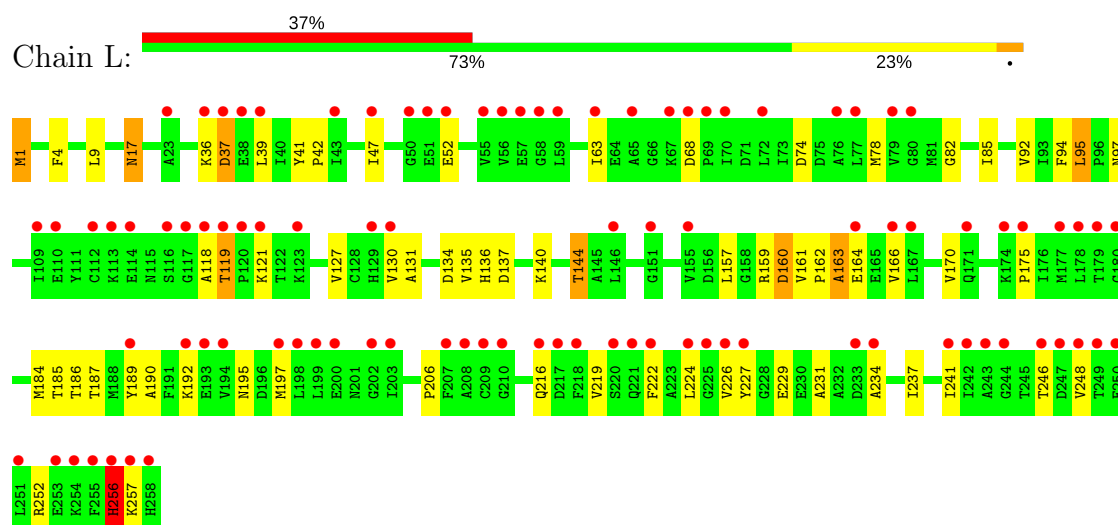 37%
Chain L:
73% 23% •
M1 F4 L9 N17 A23 K36 D37 E38 L39 I40 Y41 P42 I43 I47 G50 E51 E52 V55 V56 E57 G58 L59 I63 E64 A65 G66 K67 D68 P69 I70 D71 L72 I73 D74 D75 A76 L77 M78 V79 G80 M81 G82 I85 V92 I93 F94 L95 P96 N97
I109 E110 Y111 C112 K113 E114 N115 S116 G117 A118 T119 P120 K121 T122 K123 V127 C128 H129 V130 A131 D134 V135 H136 D137 K140 T144 A145 L146 G151 V155 D156 L157 G158 R159 D160 V161 P162 A163 E164 E165 V166 L167 V170 Q171 K174 P175 I176 M177 L178 T179
M184 T185 T186 T187 M188 Y189 A190 F191 K192 E193 V194 N195 D196 M197 L198 L199 E200 N201 G202 I203 P206 F207 A208 C209 G210 Q216 D217 F218 V219 S220 Q221 F222 A223 L224 G225 V226 Y227 G228 E229 E230 A231 A232 D233 A234 I237 I241 I242 A243 G244 T245 T246 D247 V248 T249
L251 R252 E253 K254 F255 H256 K257 H258